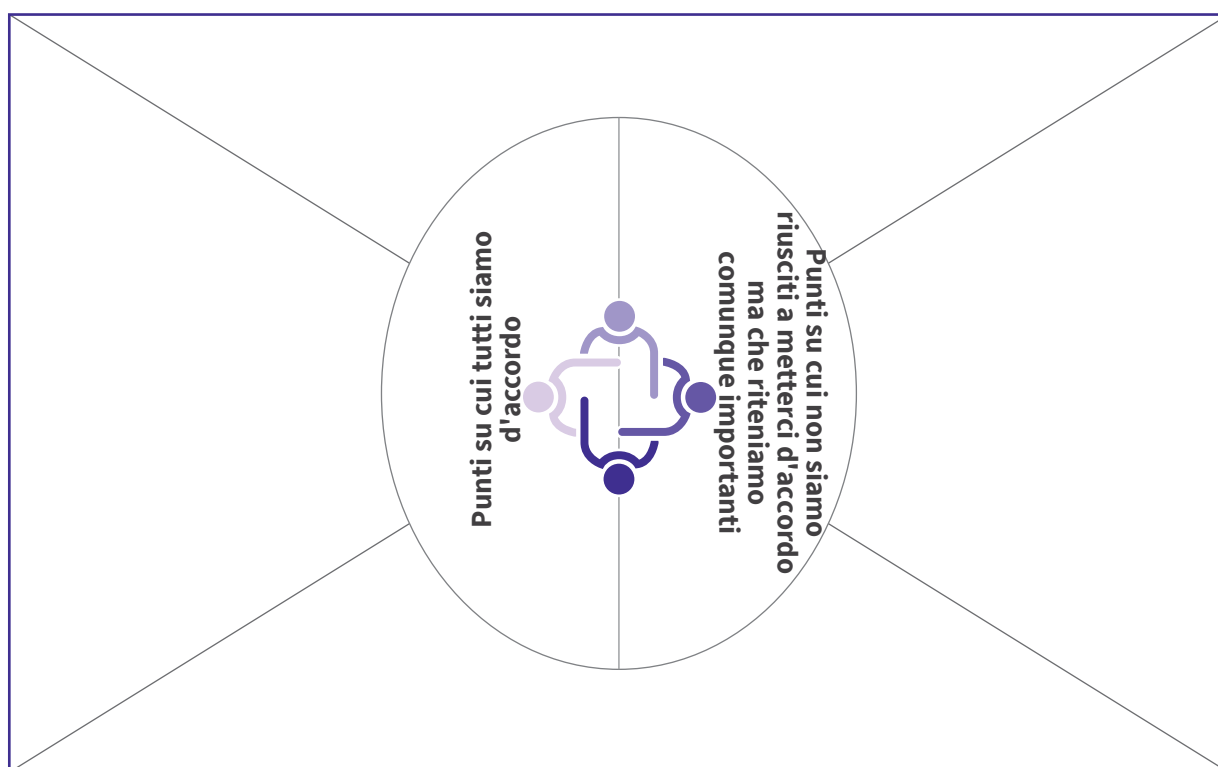 Punti su cui tutti siamo
d'accordo
Punti su cui non siamo
riusciti a metterci d'accordo
ma che riteniamo
comunque importanti